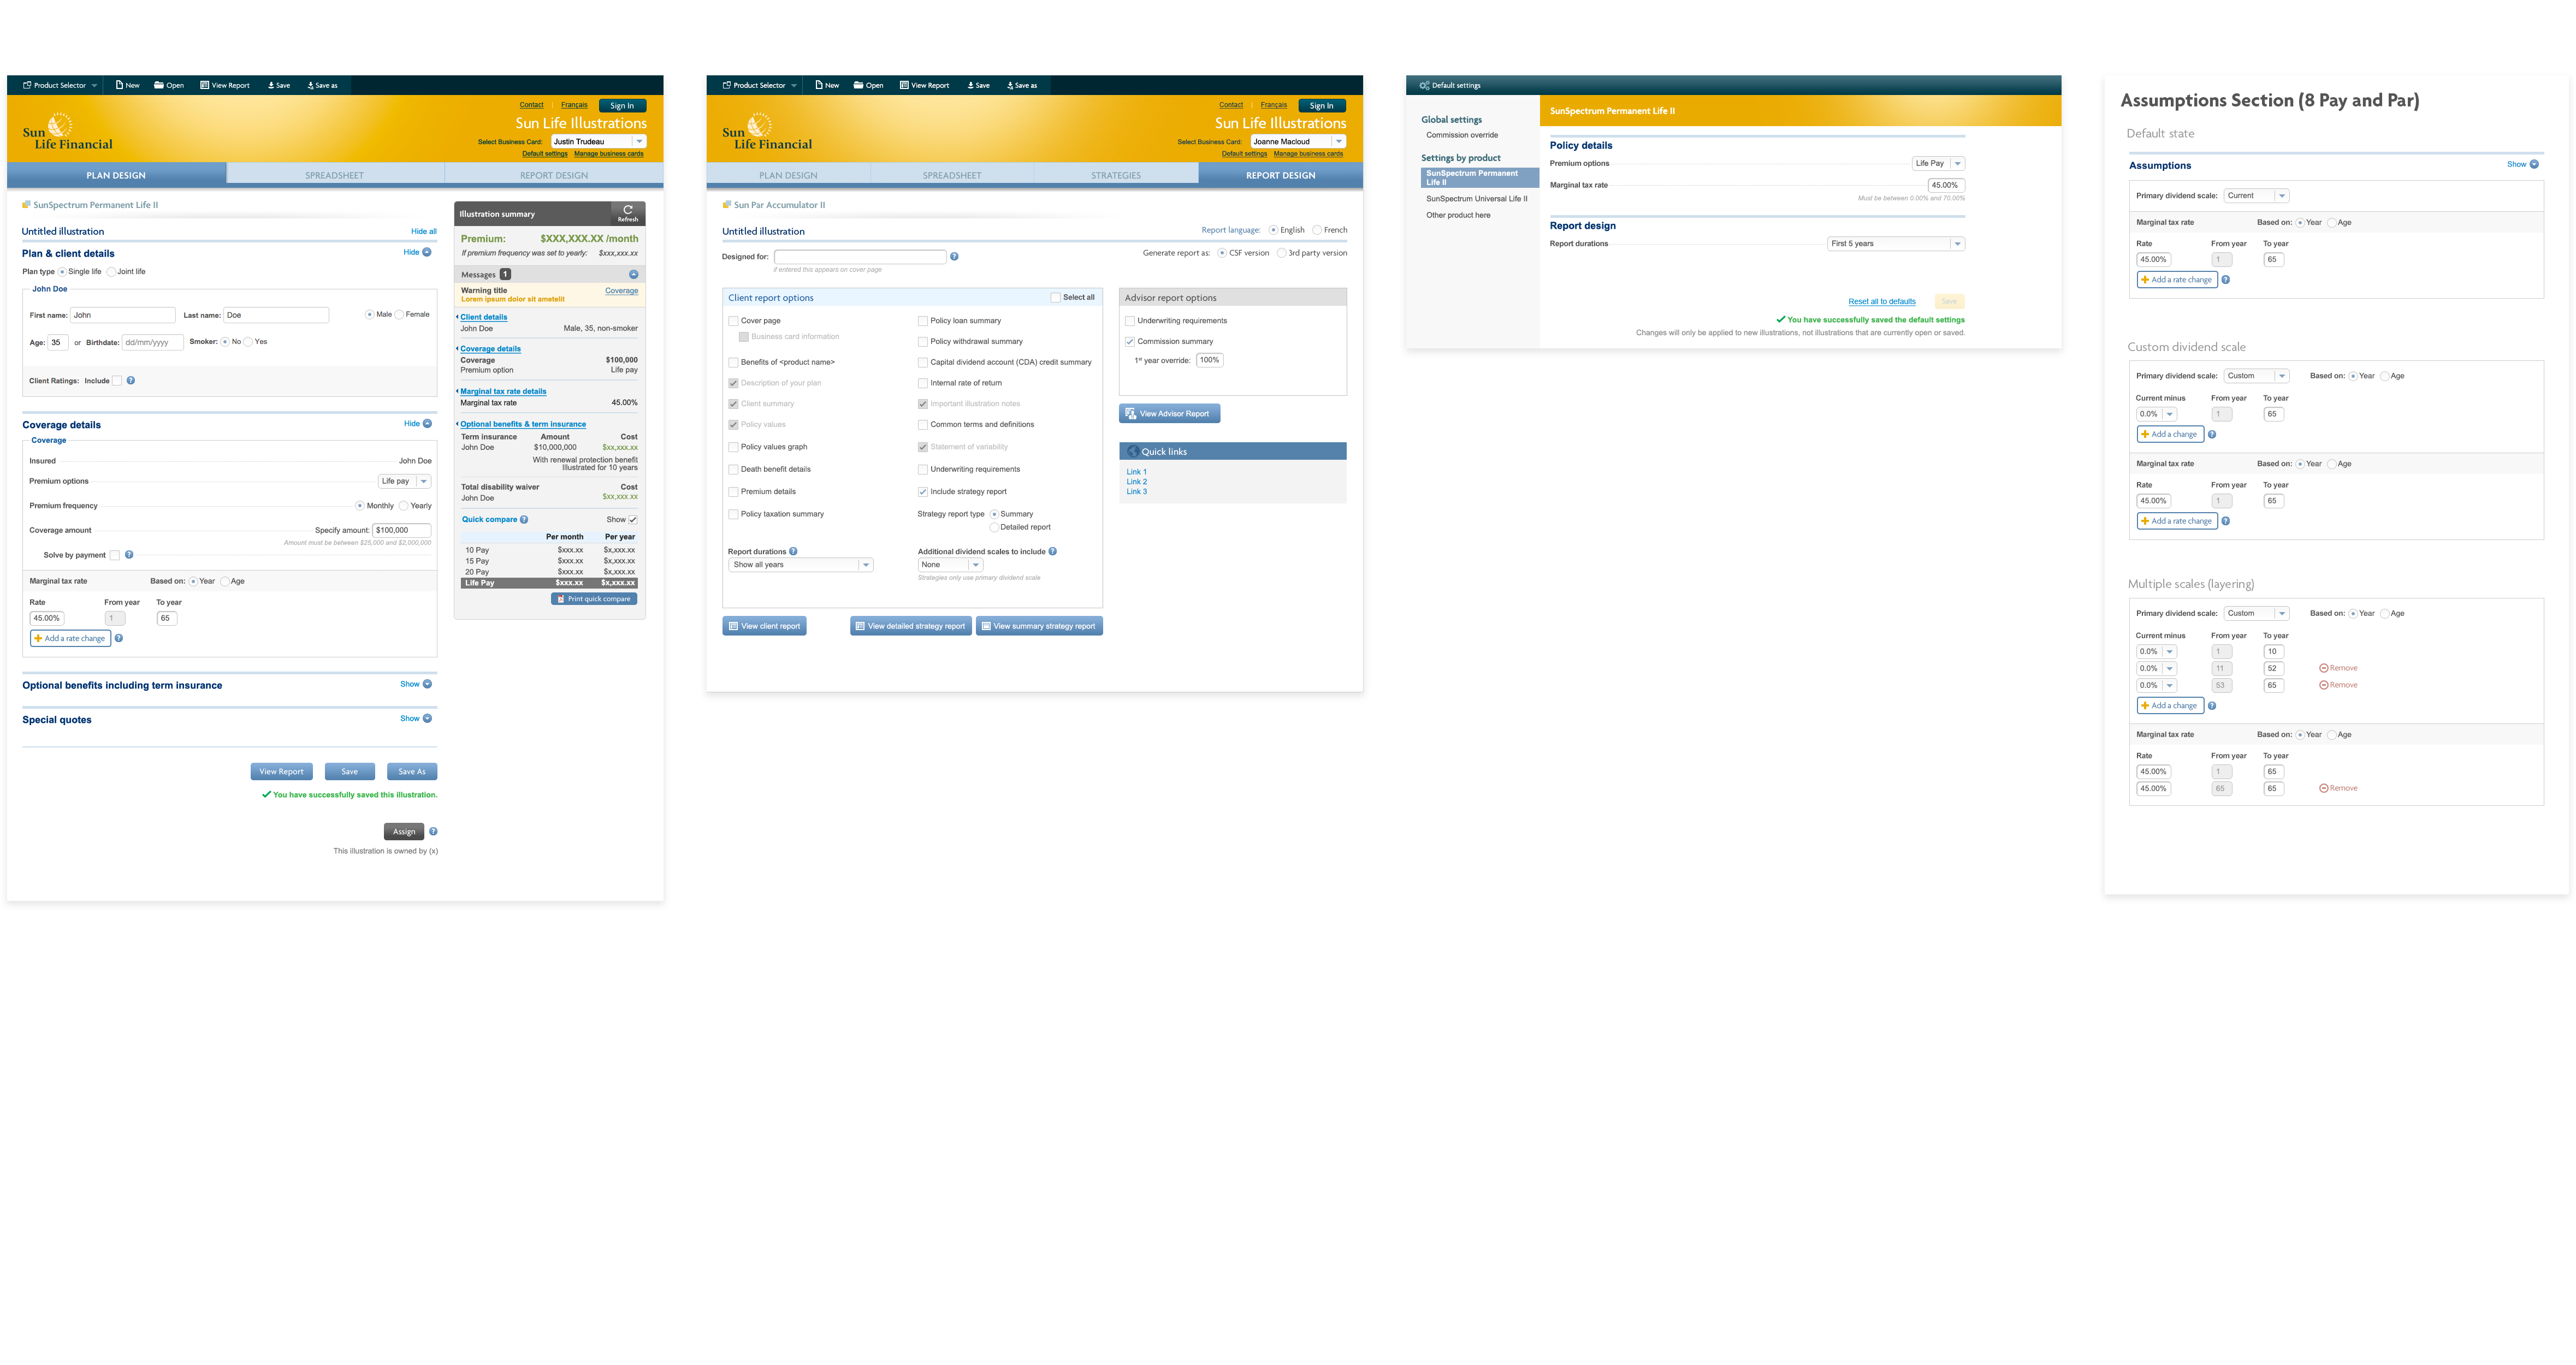 Product Selector New Open View Report Save Save as
Contact Français Sign In
Sun Life Illustrations
Sun
Life Financial
Select Business Card: Justin Trudeau
Default settings Manage business cards
PLAN DESIGN SPREADSHEET REPORT DESIGN
SunSpectrum Permanent Life II
Untitled illustration Hide all
Plan & client details Hide
Plan type Single life Joint life
John Doe
First name: John Last name: Doe Male Female
Age: 35 or Birthdate: dd/mm/yyyy Smoker: No Yes
Client Ratings: Include ?
Coverage details Hide
Coverage
Insured John Doe
Premium options Life pay
Premium frequency Monthly Yearly
Coverage amount Specify amount: $100,000
Amount must be between $25,000 and $2,000,000
Solve by payment ?
Marginal tax rate Based on: Year Age
Rate From year To year
45.00% 1 65
Add a rate change ?
Optional benefits including term insurance Show
Special quotes Show
View Report Save Save As
You have successfully saved this illustration.
Assign ?
This illustration is owned by (x)
Illustration summary Refresh
Premium: $XXX,XXX.XX /month
If premium frequency was set to yearly: $xxx,xxx.xx
Messages 1
Warning title Coverage
Lorem ipsum dolor sit ametelit
Client details
John Doe Male, 35, non-smoker
Coverage details
Coverage $100,000
Premium option Life pay
Marginal tax rate details
Marginal tax rate 45.00%
Optional benefits & term insurance
Term insurance Amount Cost
John Doe $10,000,000 $xx,xxx.xx
With renewal protection benefit
Illustrated for 10 years
Total disability waiver Cost
John Doe $xx,xxx.xx
Quick compare ? Show
Per month Per year
10 Pay $xxx.xx $x,xxx.xx
15 Pay $xxx.xx $x,xxx.xx
20 Pay $xxx.xx $x,xxx.xx
Life Pay $xxx.xx $x,xxx.xx
Print quick compare
Product Selector New Open View Report Save Save as
Contact Français Sign In
Sun Life Illustrations
Sun
Life Financial
Select Business Card: Joanne Macloud
Default settings Manage business cards
PLAN DESIGN SPREADSHEET STRATEGIES REPORT DESIGN
Sun Par Accumulator II
Untitled illustration Report language: English French
Designed for: ? Generate report as: CSF version 3rd party version
if entered this appears on cover page
Client report options Select all
Cover page
Business card information
Benefits of <product name>
Description of your plan
Client summary
Policy values
Policy values graph
Death benefit details
Premium details
Policy taxation summary
Policy loan summary
Policy withdrawal summary
Capital dividend account (CDA) credit summary
Internal rate of return
Important illustration notes
Common terms and definitions
Statement of variability
Underwriting requirements
Include strategy report
Strategy report type Summary
Detailed report
Report durations ?
Show all years
Additional dividend scales to include ?
None
Strategies only use primary dividend scale
View client report View detailed strategy report View summary strategy report
Advisor report options
Underwriting requirements
Commission summary
1st year override: 100%
View Advisor Report
Quick links
Link 1
Link 2
Link 3
Default settings
Global settings
Commission override
Settings by product
SunSpectrum Permanent
Life II
SunSpectrum Universal Life II
Other product here
SunSpectrum Permanent Life II
Policy details
Premium options Life Pay
Marginal tax rate 45.00%
Must be between 0.00% and 70.00%
Report design
Report durations First 5 years
Reset all to defaults Save
You have successfully saved the default settings
Changes will only be applied to new illustrations, not illustrations that are currently open or saved.
Assumptions Section (8 Pay and Par)
Default state
Assumptions Show
Primary dividend scale: Current
Marginal tax rate Based on: Year Age
Rate From year To year
45.00% 1 65
Add a rate change ?
Custom dividend scale
Primary dividend scale: Custom Based on: Year Age
Current minus From year To year
0.0% 1 65
Add a change ?
Marginal tax rate Based on: Year Age
Rate From year To year
45.00% 1 65
Add a rate change ?
Multiple scales (layering)
Primary dividend scale: Custom Based on: Year Age
Current minus From year To year
0.0% 1 10
0.0% 11 52 Remove
0.0% 53 65 Remove
Add a change ?
Marginal tax rate Based on: Year Age
Rate From year To year
45.00% 1 65
45.00% 65 65 Remove